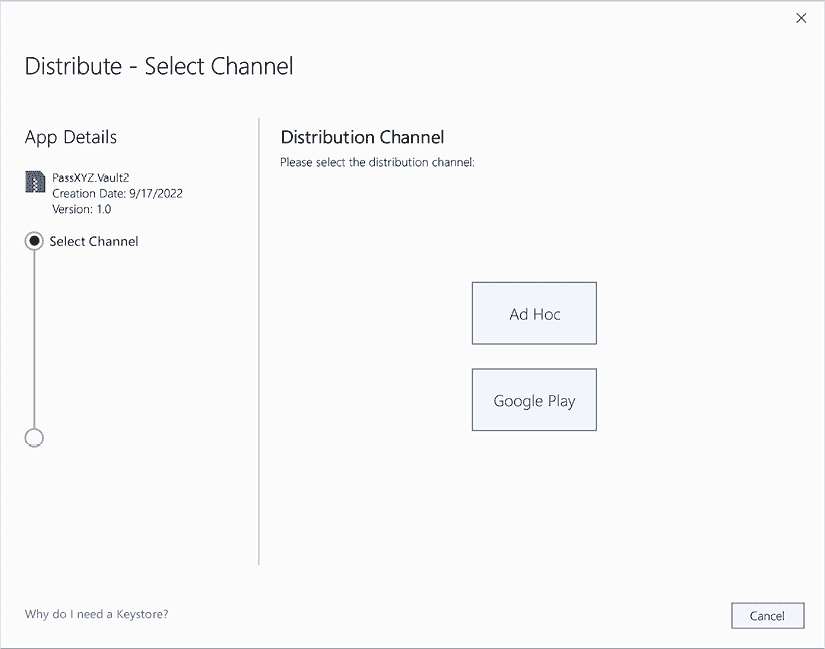 Distribute - Select Channel
App Details
PassXYZ.Vault2
Creation Date: 9/17/2022
Version: 1.0
Select Channel
Distribution Channel
Please select the distribution channel:
Ad Hoc
Google Play
Why do I need a Keystore?
Cancel